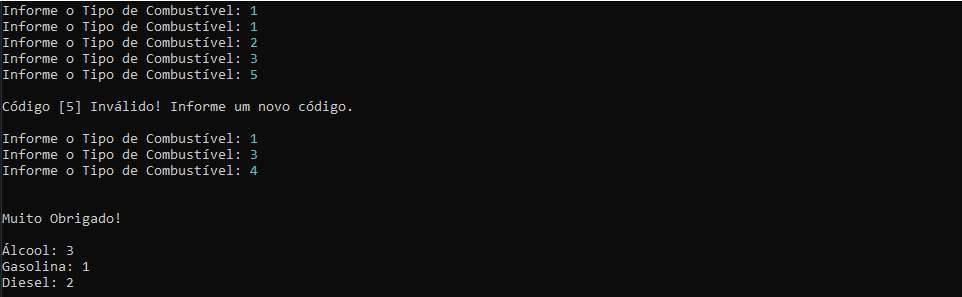 Informe o Tipo de Combustível: 1
Informe o Tipo de Combustível: 1
Informe o Tipo de Combustível: 2
Informe o Tipo de Combustível: 3
Informe o Tipo de Combustível: 5
Código [5] Inválido! Informe um novo código.
Informe o Tipo de Combustível: 1
Informe o Tipo de Combustível: 3
Informe o Tipo de Combustível: 4
Muito Obrigado!
Álcool: 3
Gasolina: 1
Diesel: 2